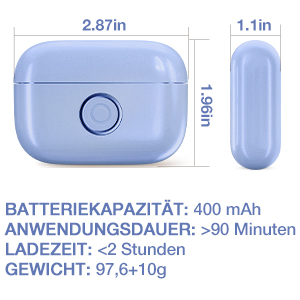 2.87in
1.1in
1.96in
BATTERIEKAPAZITÄT: 400 mAh
ANWENDUNGSDAUER: >90 Minuten
LADEZEIT: <2 Stunden
GEWICHT: 97,6+10g